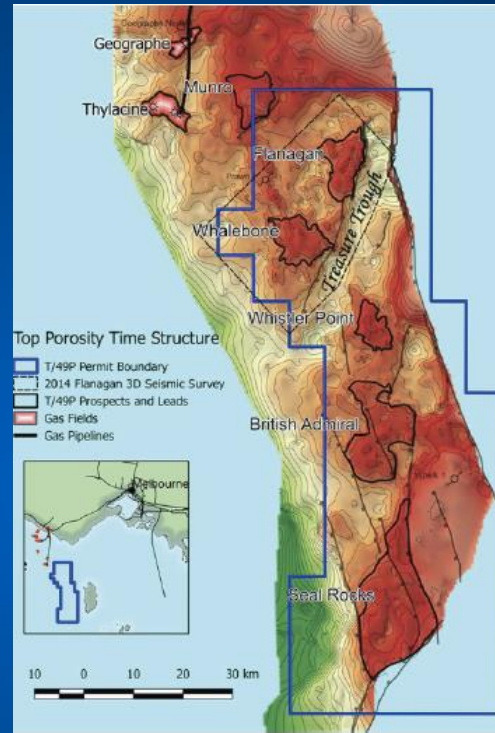 Geographe
Munro
Thylacine
Flanagan
Treasure Trough
Whalebone
Whistler Point
Top Porosity Time Structure
T/49P Permit Boundary
2014 Flanagan 3D Seismic Survey
T/49P Prospects and Leads
Gas Fields
Gas Pipelines
British Admiral
Melbourne
Seal Rocks
10 0 10 20 30 km